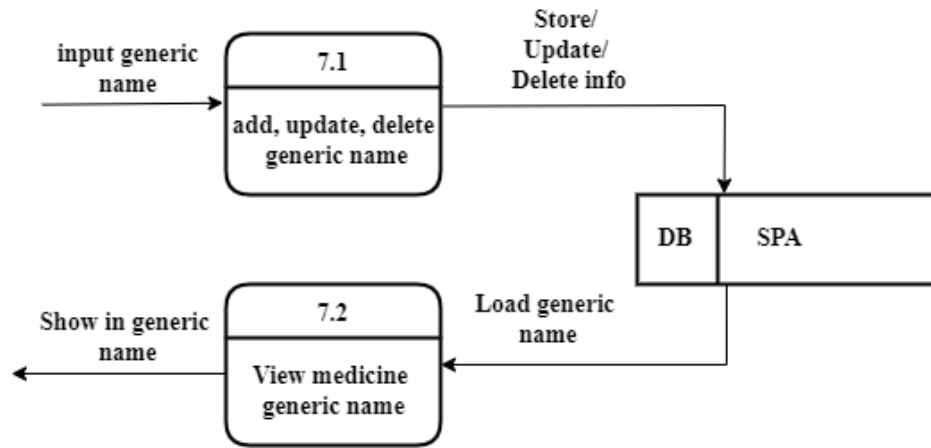 input generic
name
7.1
add, update, delete
generic name
Store/
Update/
Delete info
DB
SPA
Load generic
name
7.2
View medicine
generic name
Show in generic
name